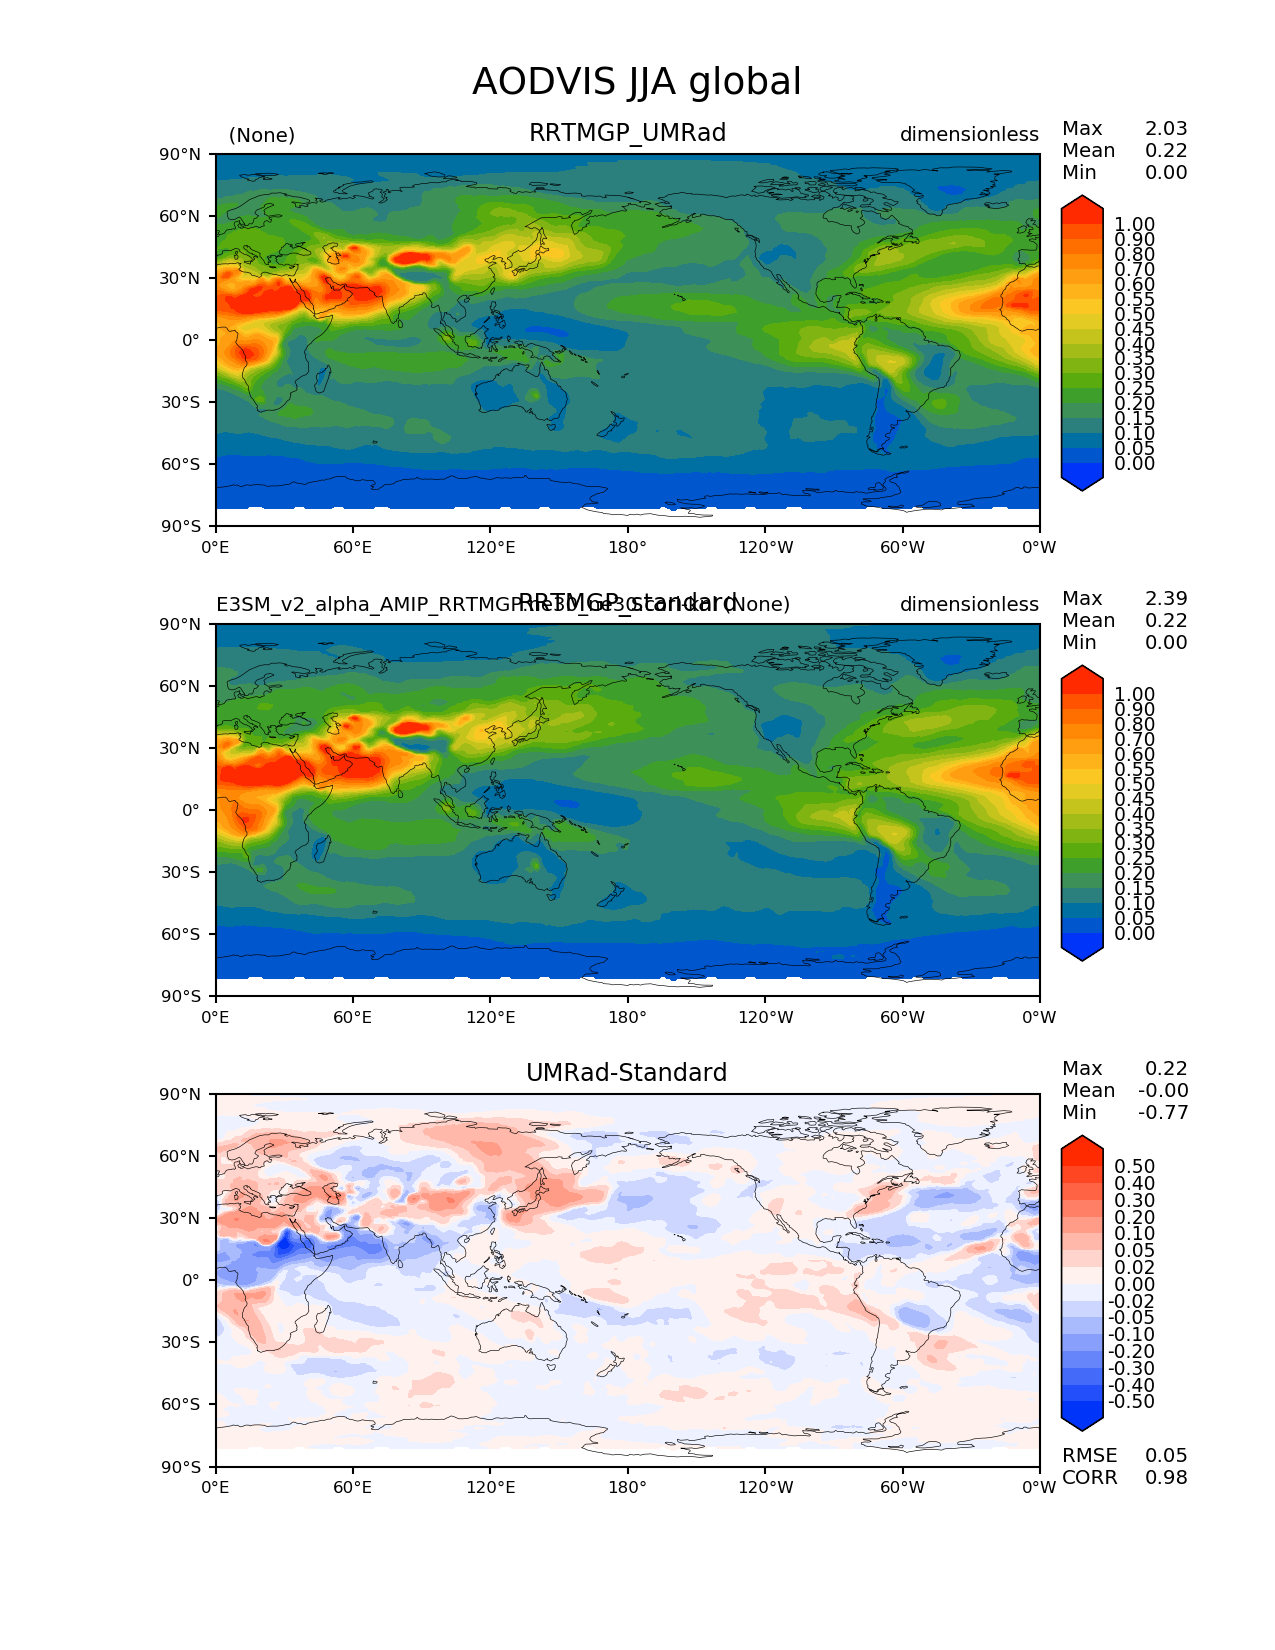 AODVIS JJA global
(None) RRTMGP_UMRad dimensionless
Max 2.03
Mean 0.22
Min 0.00
90°N
60°N
30°N
0°
30°S
60°S
90°S
0°E 60°E 120°E 180° 120°W 60°W 0°W
1.00
0.90
0.80
0.70
0.60
0.55
0.50
0.45
0.40
0.35
0.30
0.25
0.20
0.15
0.10
0.05
0.00
E3SM_v2_alpha_AMIP_RRTMGP.ne30_ne30.cori-knl (None) RRTMGP_standard dimensionless
Max 2.39
Mean 0.22
Min 0.00
90°N
60°N
30°N
0°
30°S
60°S
90°S
0°E 60°E 120°E 180° 120°W 60°W 0°W
1.00
0.90
0.80
0.70
0.60
0.55
0.50
0.45
0.40
0.35
0.30
0.25
0.20
0.15
0.10
0.05
0.00
UMRad-Standard
Max 0.22
Mean -0.00
Min -0.77
90°N
60°N
30°N
0°
30°S
60°S
90°S
0°E 60°E 120°E 180° 120°W 60°W 0°W
0.50
0.40
0.30
0.20
0.10
0.05
0.02
0.00
-0.02
-0.05
-0.10
-0.20
-0.30
-0.40
-0.50
RMSE 0.05
CORR 0.98